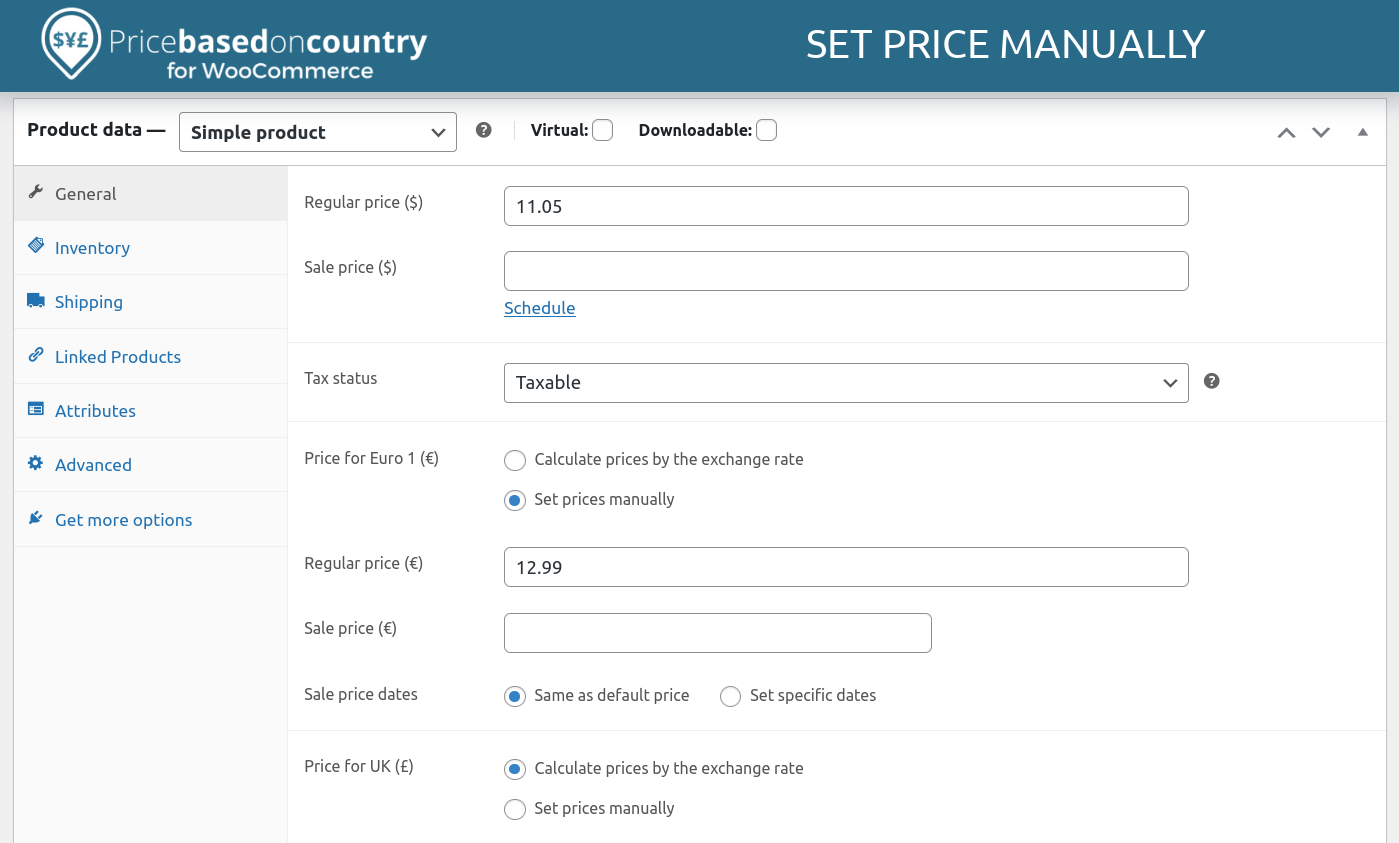 $¥£ Pricebasedoncountry
for WooCommerce
SET PRICE MANUALLY
Product data — Simple product ? Virtual: Downloadable:
General
Inventory
Shipping
Linked Products
Attributes
Advanced
Get more options
Regular price ($) 11.05
Sale price ($)
Schedule
Tax status Taxable ?
Price for Euro 1 (€) Calculate prices by the exchange rate
Set prices manually
Regular price (€) 12.99
Sale price (€)
Sale price dates Same as default price Set specific dates
Price for UK (£) Calculate prices by the exchange rate
Set prices manually